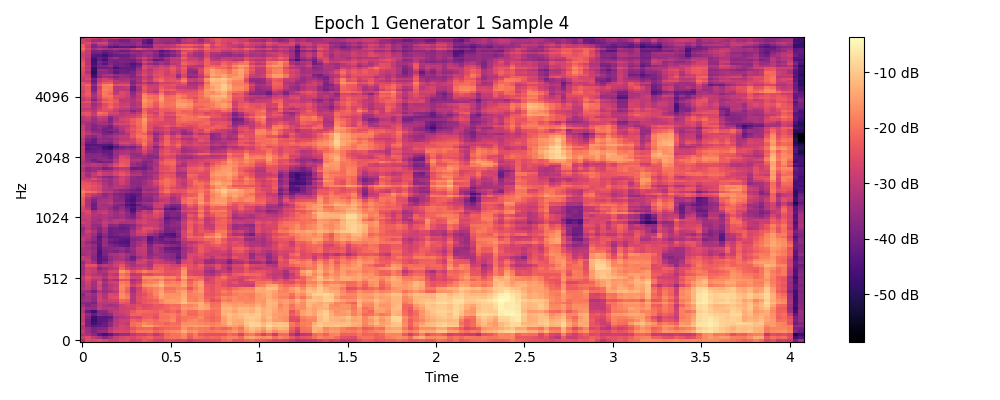 Epoch 1 Generator 1 Sample 4
Hz
4096
2048
1024
512
0
0 0.5 1 1.5 2 2.5 3 3.5 4
Time
-10 dB
-20 dB
-30 dB
-40 dB
-50 dB